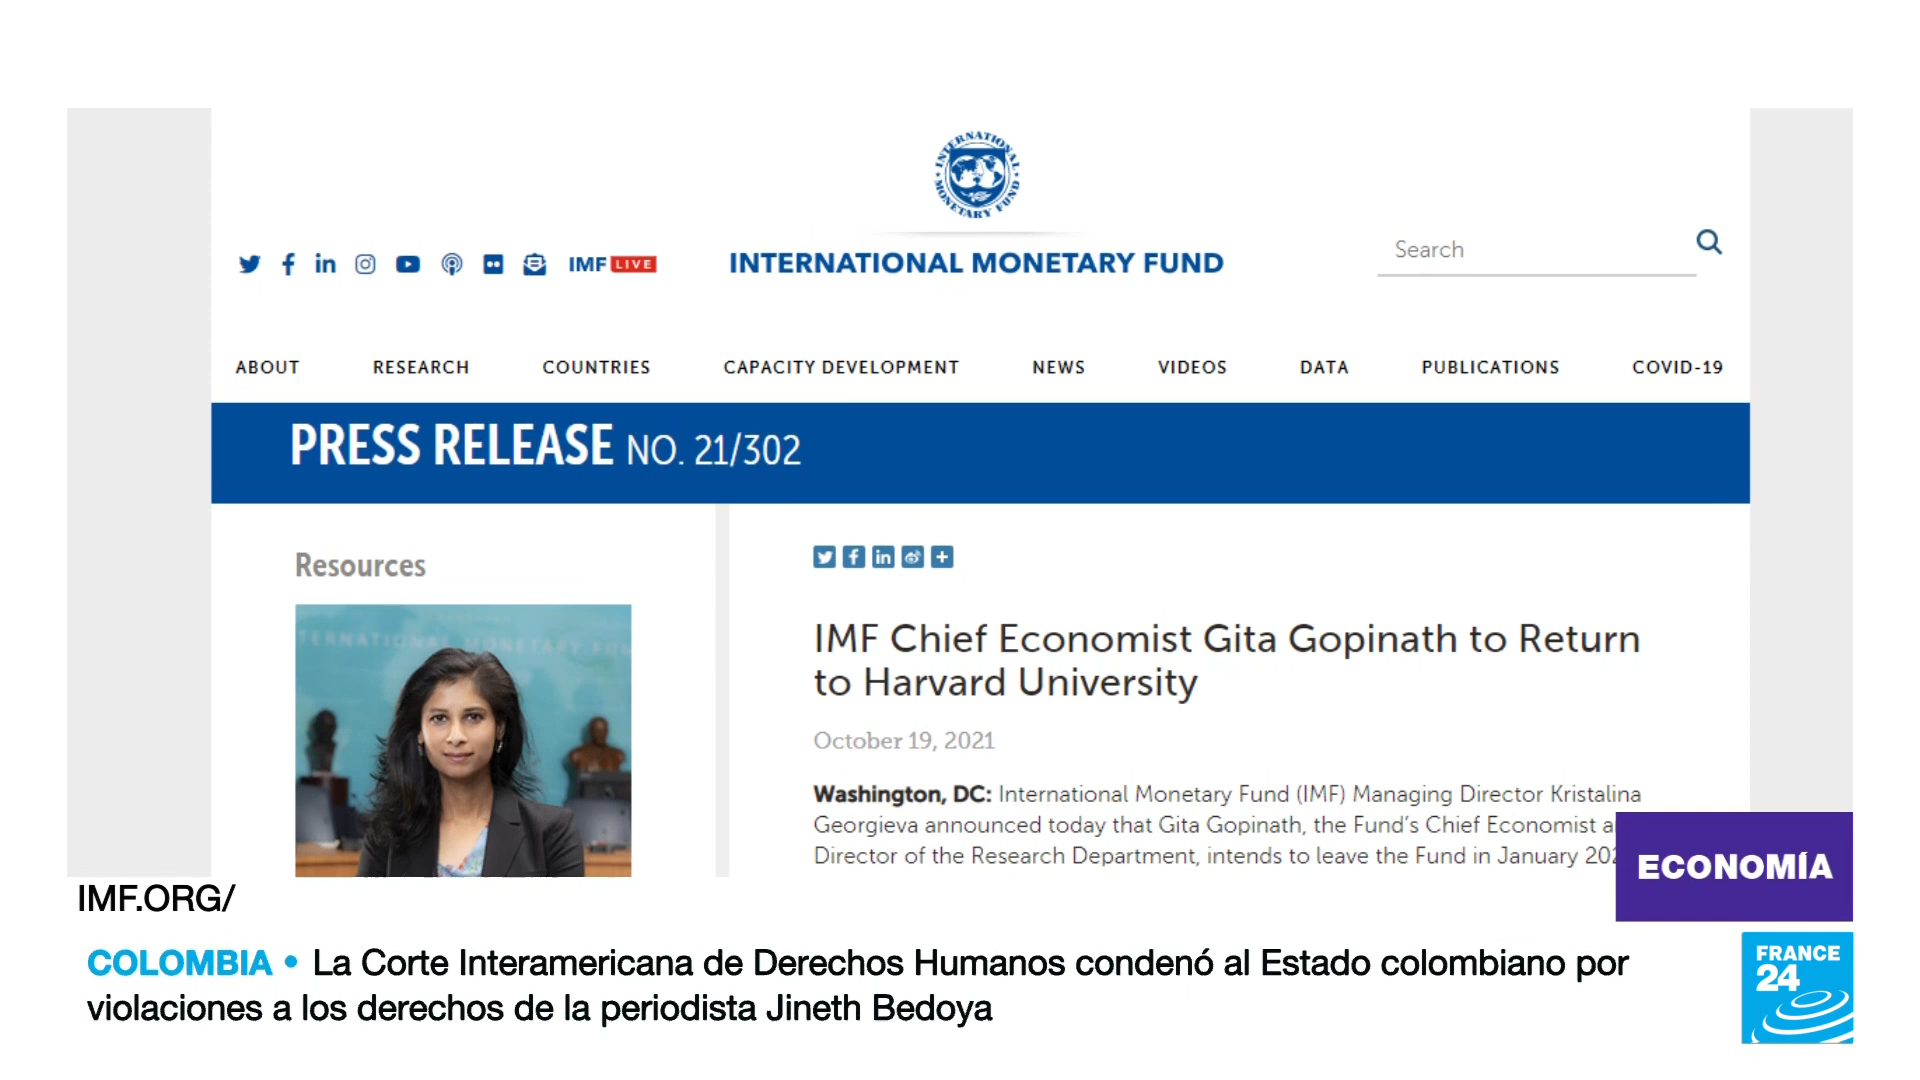 INTERNATIONAL MONETARY FUND
IMF LIVE
INTERNATIONAL MONETARY FUND
Search
ABOUT RESEARCH COUNTRIES CAPACITY DEVELOPMENT NEWS VIDEOS DATA PUBLICATIONS COVID-19
PRESS RELEASE NO. 21/302
Resources
INTERNATIONAL MONETARY FUN
IMF Chief Economist Gita Gopinath to Return
to Harvard University
October 19, 2021
Washington, DC: International Monetary Fund (IMF) Managing Director Kristalina
Georgieva announced today that Gita Gopinath, the Fund's Chief Economist a
Director of the Research Department, intends to leave the Fund in January 20
ECONOMÍA
IMF.ORG/
COLOMBIA • La Corte Interamericana de Derechos Humanos condenó al Estado colombiano por
violaciones a los derechos de la periodista Jineth Bedoya
FRANCE
24